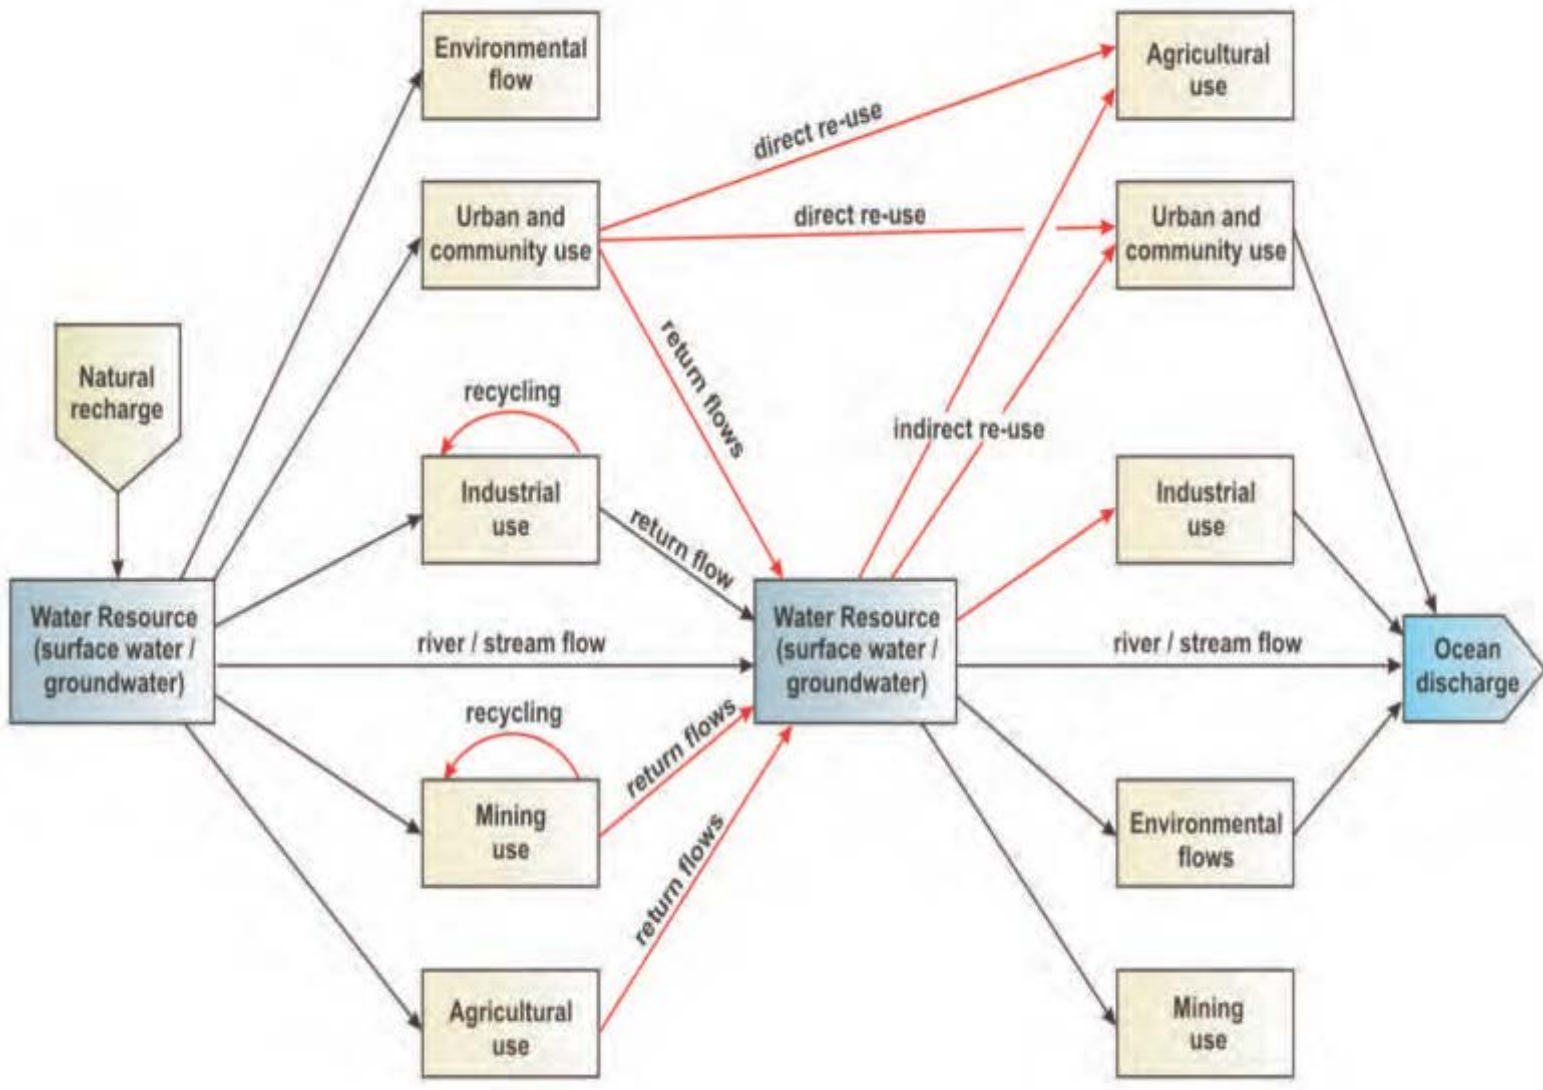 Environmental
flow
Agricultural
use
direct re-use
Urban and
community use
direct re-use
Urban and
community use
Natural
recharge
return flows
recycling
indirect re-use
Industrial
use
return flow
Industrial
use
Water Resource
(surface water /
groundwater)
river / stream flow
Water Resource
(surface water /
groundwater)
river / stream flow
Ocean
discharge
recycling
return flows
Mining
use
Environmental
flows
return flows
Agricultural
use
Mining
use